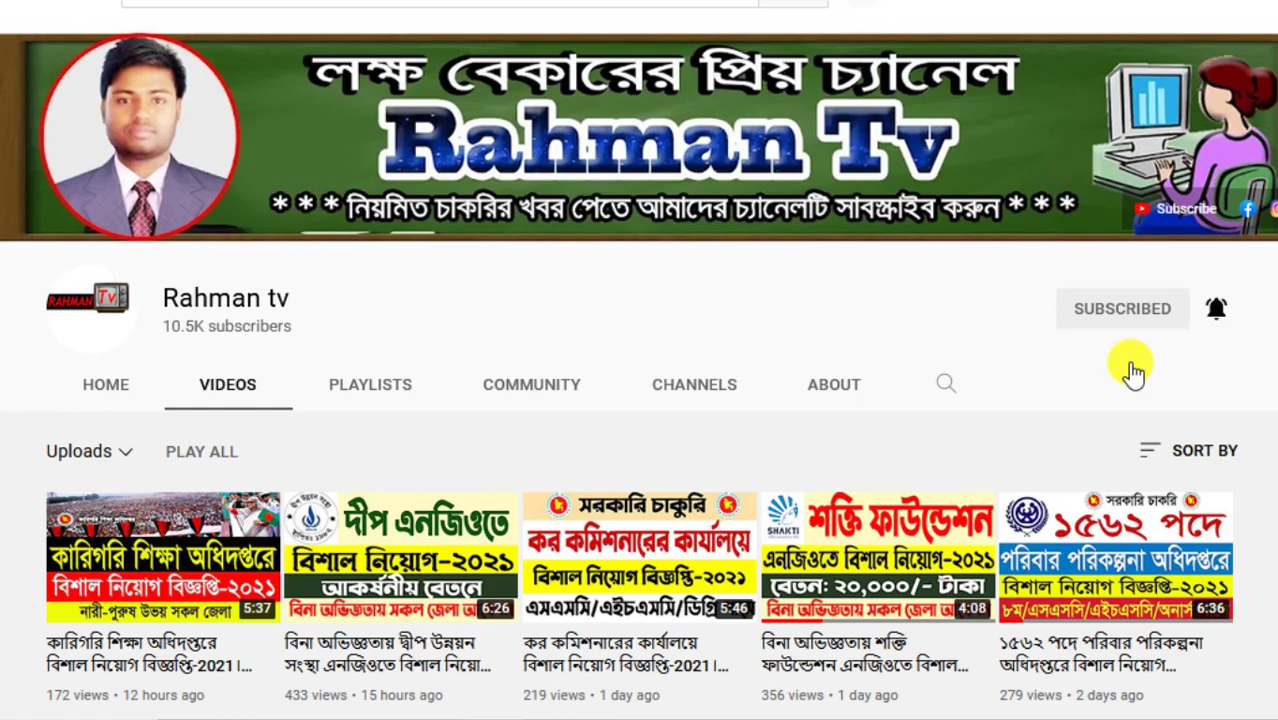 লক্ষ বেকারের প্রিয় চ্যানেল
Rahman Tv
* * * নিয়মিত চাকরির খবর পেতে আমাদের চ্যানেলটি সাবস্ক্রাইব করুন * * *
Subscribe
RAHMAN Tv
Rahman tv
10.5K subscribers
SUBSCRIBED
HOME VIDEOS PLAYLISTS COMMUNITY CHANNELS ABOUT
Uploads PLAY ALL SORT BY
কারিগরি শিক্ষা অধিদপ্তরে
বিশাল নিয়োগ বিজ্ঞপ্তি-২০২১
নারী-পুরুষ উভয় সকল জেলা 5:37
দীপ এনজিওতে
বিশাল নিয়োগ-২০২১
আকর্ষনীয় বেতনে
বিনা অভিজ্ঞতায় সকল জেলা 6:26
সরকারি চাকুরি
কর কমিশনারের কার্যালয়ে
বিশাল নিয়োগ বিজ্ঞপ্তি-২০২১
এসএসসি/এইচএসসি/ডিগ্রি 5:46
SHAKTI
শক্তি ফাউন্ডেশন
এনজিওতে বিশাল নিয়োগ-২০২১
বেতন: ২০,০০০/- টাকা
বিনা অভিজ্ঞতায় সকল জেলা 4:08
সরকারি চাকরি
১৫৬২ পদে
পরিবার পরিকল্পনা অধিদপ্তরে
বিশাল নিয়োগ বিজ্ঞপ্তি-২০২১
৮ম/এসএসসি/এইচএসসি/অনার্স 6:36
কারিগরি শিক্ষা অধিদপ্তরে
বিশাল নিয়োগ বিজ্ঞপ্তি-2021।...
172 views • 12 hours ago
বিনা অভিজ্ঞতায় দ্বীপ উন্নয়ন
সংস্থা এনজিওতে বিশাল নিয়ো...
433 views • 15 hours ago
কর কমিশনারের কার্যালয়ে
বিশাল নিয়োগ বিজ্ঞপ্তি-2021।...
219 views • 1 day ago
বিনা অভিজ্ঞতায় শক্তি
ফাউন্ডেশন এনজিওতে বিশাল...
356 views • 1 day ago
১৫৬২ পদে পরিবার পরিকল্পনা
অধিদপ্তরে বিশাল নিয়োগ...
279 views • 2 days ago